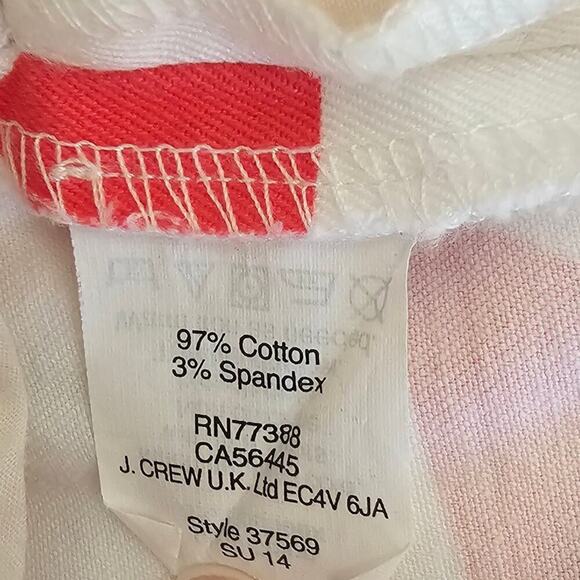 97% Cotton
3% Spandex
RN77388
CA56445
J. CREW U.K. Ltd EC4V 6JA
Style 37569
SU 14